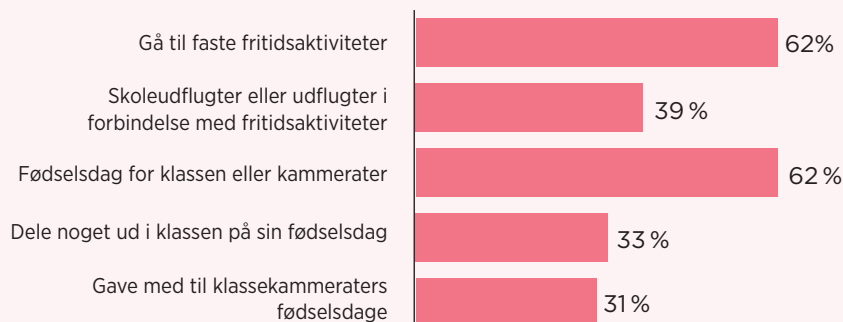 Gå til faste fritidsaktiviteter
62%
Skoleudflugter eller udflugter i
forbindelse med fritidsaktiviteter
39 %
Fødselsdag for klassen eller kammerater
62 %
Dele noget ud i klassen på sin fødselsdag
33 %
Gave med til klassekammeraters
fødselsdage
31 %